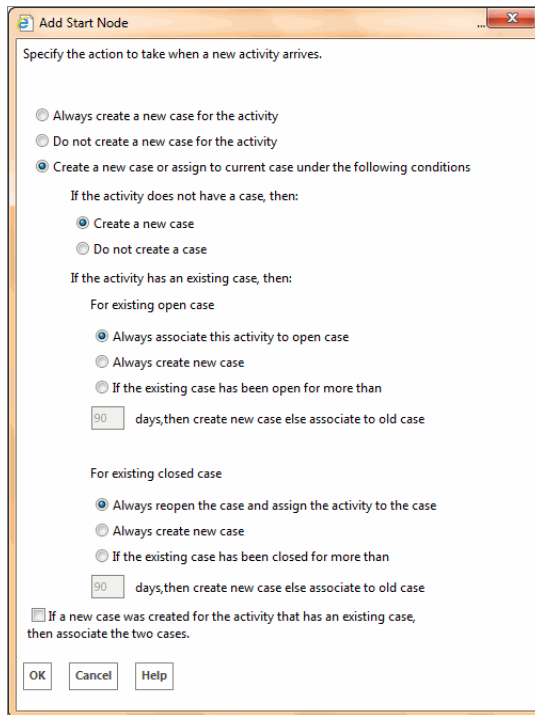 Add Start Node
...
Specify the action to take when a new activity arrives.
Always create a new case for the activity
Do not create a new case for the activity
Create a new case or assign to current case under the following conditions
If the activity does not have a case, then:
Create a new case
Do not create a case
If the activity has an existing case, then:
For existing open case
Always associate this activity to open case
Always create new case
If the existing case has been open for more than
90 days,then create new case else associate to old case
For existing closed case
Always reopen the case and assign the activity to the case
Always create new case
If the existing case has been closed for more than
90 days,then create new case else associate to old case
If a new case was created for the activity that has an existing case,
then associate the two cases.
OK Cancel Help